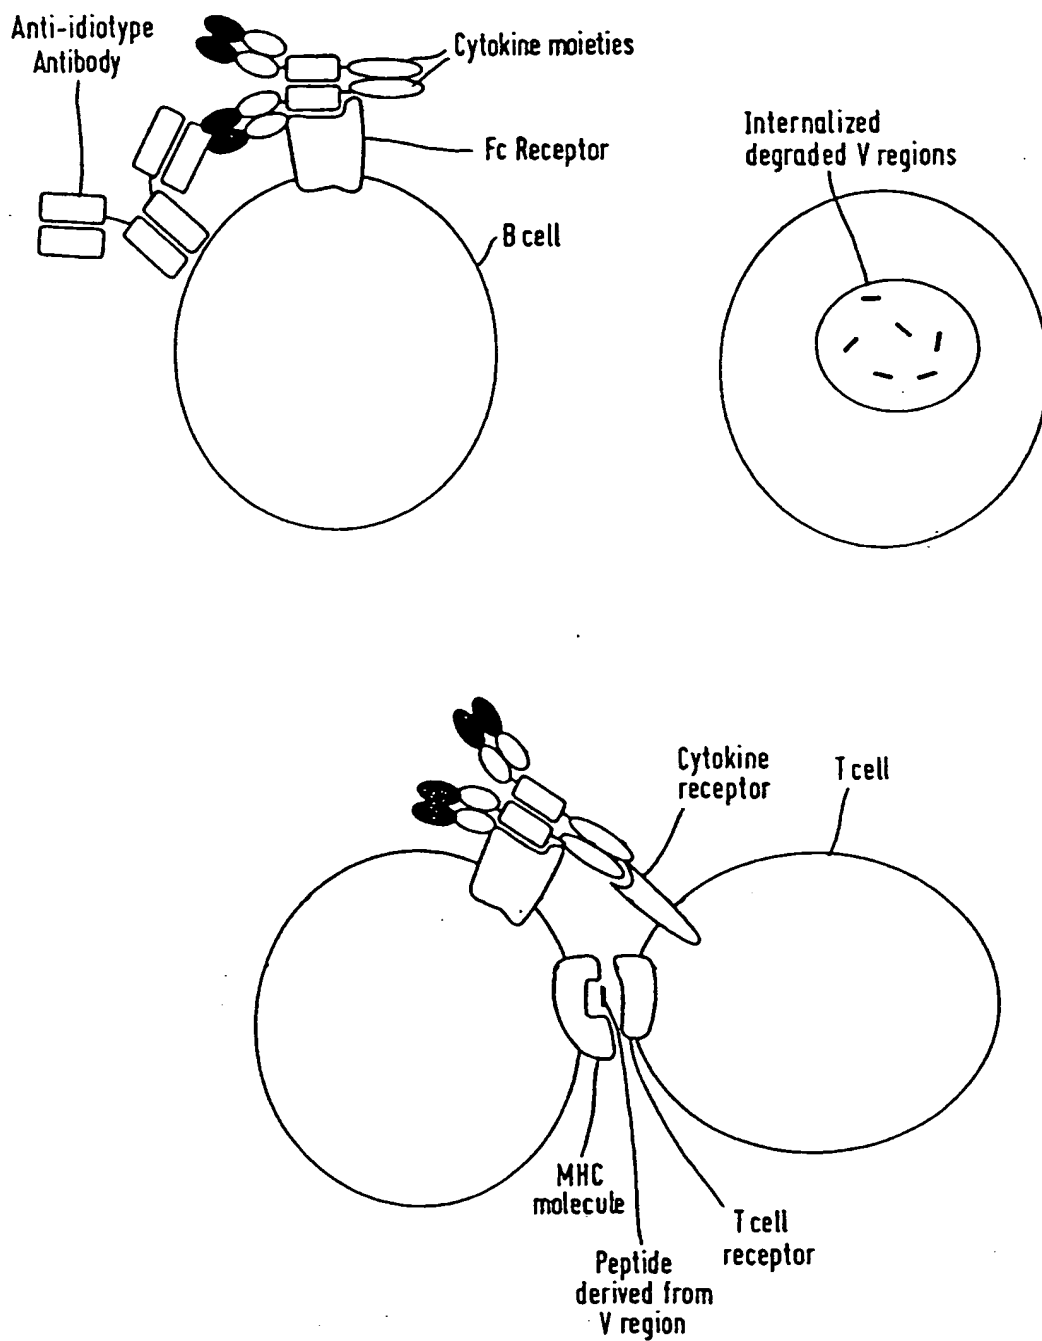 Anti-idiotype
Antibody
Cytokine moieties
Fc Receptor
B cell
Internalized
degraded V regions
Cytokine
receptor
T cell
MHC
molecule
T cell
receptor
Peptide
derived from
V region